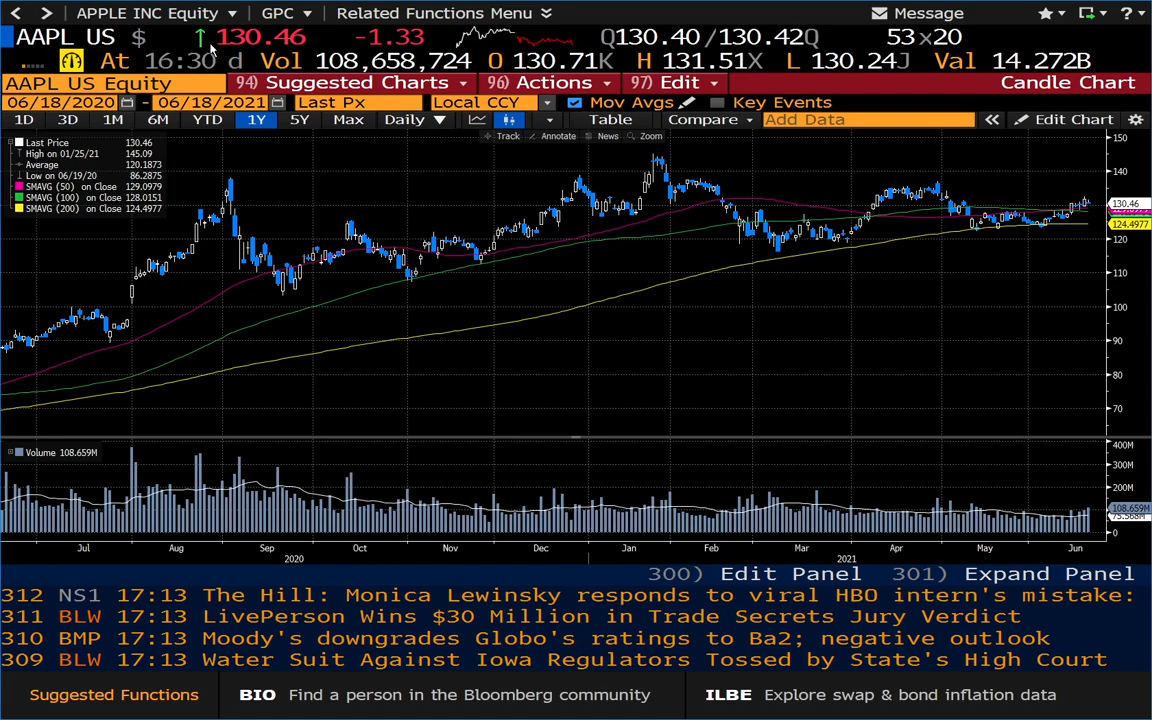 APPLE INC Equity GPC Related Functions Menu Message ?
AAPL US $ ↑ 130.46 -1.33 Q130.40/130.42Q 53x20
At 16:30 d Vol 108,658,724 O 130.71K H 131.51X L 130.24J Val 14.272B
AAPL US Equity 94) Suggested Charts 96) Actions 97) Edit Candle Chart
06/18/2020 - 06/18/2021 Last Px Local CCY Mov Avgs Key Events
1D 3D 1M 6M YTD 1Y 5Y Max Daily ▼ Table Compare Add Data « Edit Chart
Track Annotate News Zoom
Last Price 130.46
High on 01/25/21 145.09
Average 120.1873
Low on 06/19/20 86.2875
SMAVG (50) on Close 129.0979
SMAVG (100) on Close 128.0151
SMAVG (200) on Close 124.4977
150
140
130.46
124.4977
120
110
100
90
80
70
Volume 108.659M
400M
300M
200M
108.659M
75.568M
0
Jul Aug Sep Oct Nov Dec Jan Feb Mar Apr May Jun
2020 2021
300) Edit Panel 301) Expand Panel
312 NS1 17:13 The Hill: Monica Lewinsky responds to viral HBO intern's mistake:
311 BLW 17:13 LivePerson Wins $30 Million in Trade Secrets Jury Verdict
310 BMP 17:13 Moody's downgrades Globo's ratings to Ba2; negative outlook
309 BLW 17:13 Water Suit Against Iowa Regulators Tossed by State's High Court
Suggested Functions BIO Find a person in the Bloomberg community ILBE Explore swap & bond inflation data